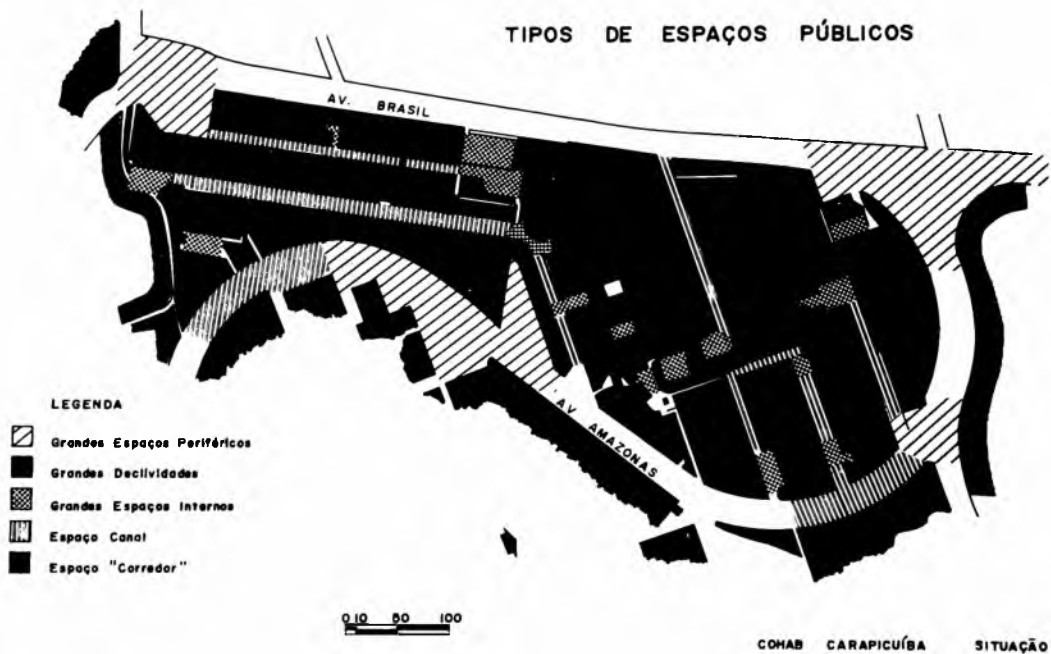 TIPOS DE ESPAÇOS PÚBLICOS
AV. BRASIL
AV. AMAZONAS
LEGENDA
Grandes Espaços Periféricos
Grandes Declividades
Grandes Espaços Internos
Espaço Canal
Espaço "Corredor"
0 10 50 100
COHAB CARAPICUÍBA SITUAÇÃO